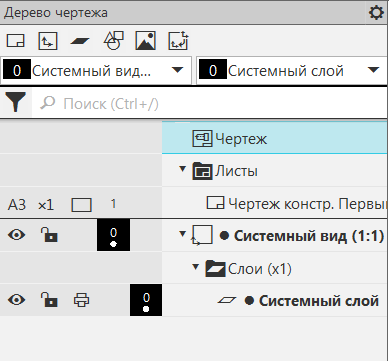 Дерево чертежа
0 Системный вид... 0 Системный слой
Поиск (Ctrl+/)
Чертеж
Листы
A3 ×1 1 Чертеж констр. Первы
0 Системный вид (1:1)
Слои (x1)
0 Системный слой